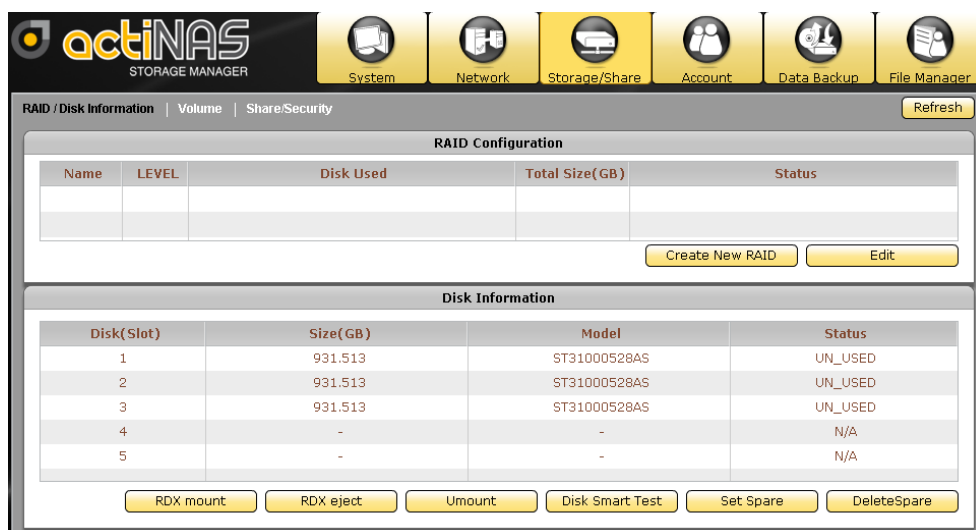 actiNAS
STORAGE MANAGER
System
Network
Storage/Share
Account
Data Backup
File Manager
RAID / Disk Information | Volume | Share/Security
Refresh
RAID Configuration
Name LEVEL Disk Used Total Size(GB) Status
Create New RAID Edit
Disk Information
Disk(Slot) Size(GB) Model Status
1 931.513 ST31000528AS UN_USED
2 931.513 ST31000528AS UN_USED
3 931.513 ST31000528AS UN_USED
4 - - N/A
5 - - N/A
RDX mount RDX eject Umount Disk Smart Test Set Spare DeleteSpare